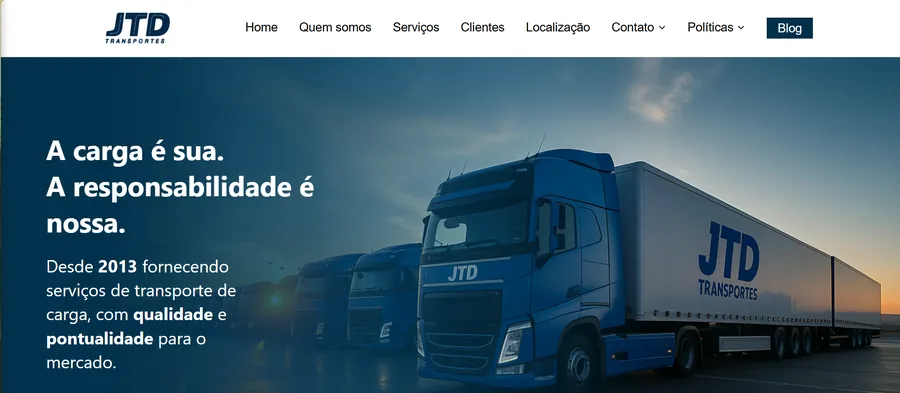 JTD
TRANSPORTES
Home Quem somos Serviços Clientes Localização Contato Políticas Blog
A carga é sua.
A responsabilidade é
nossa.
Desde 2013 fornecendo
serviços de transporte de
carga, com qualidade e
pontualidade para o
mercado.
JTD
JTD
TRANSPORTES